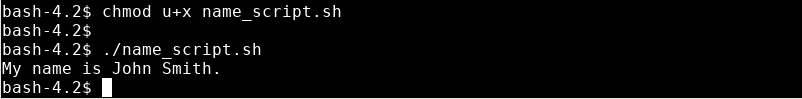 bash-4.2$ chmod u+x name_script.sh
bash-4.2$
bash-4.2$ ./name_script.sh
My name is John Smith.
bash-4.2$